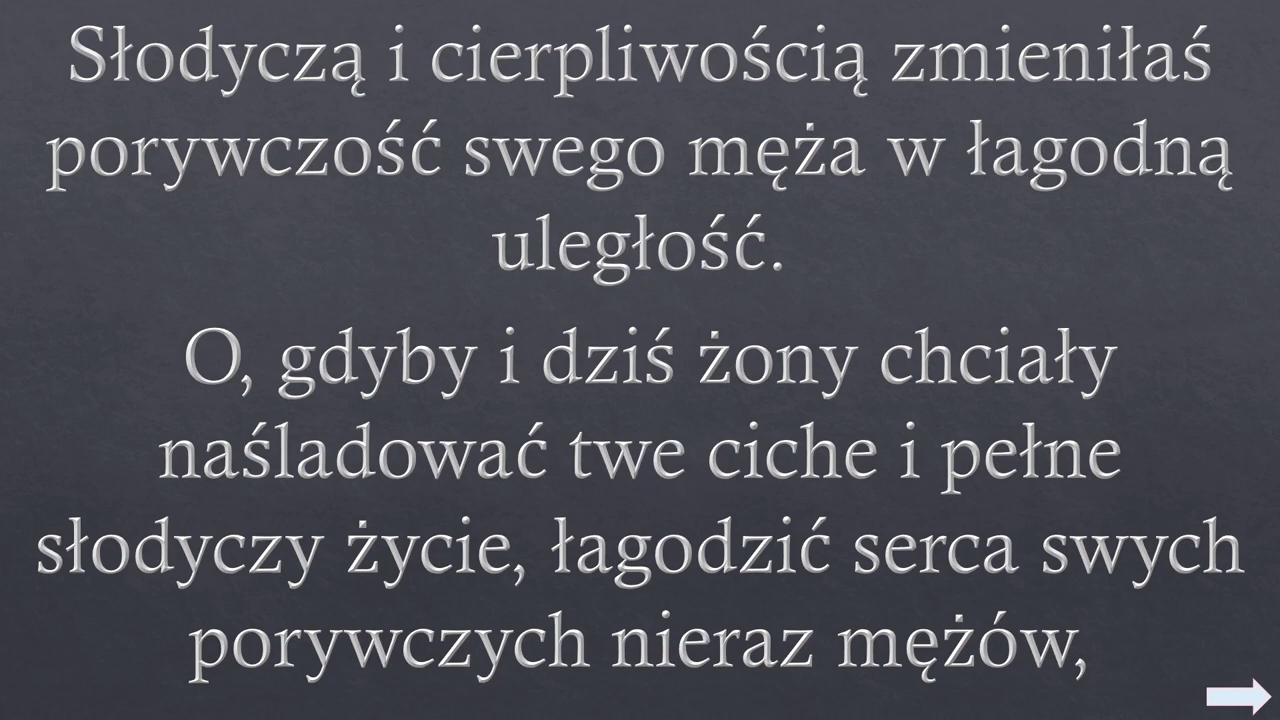 Słodyczą i cierpliwością zmieniłaś
porywczość swego męża w łagodną
uległość.
O, gdyby i dziś żony chciały
naśladować twe ciche i pełne
słodyczy życie, łagodzić serca swych
porywczych nieraz mężów,